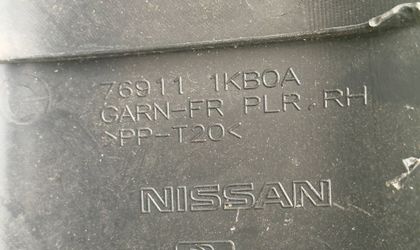 76911 1KB0A
GARN-FR PLR. RH
>PP-T20<
NISSAN